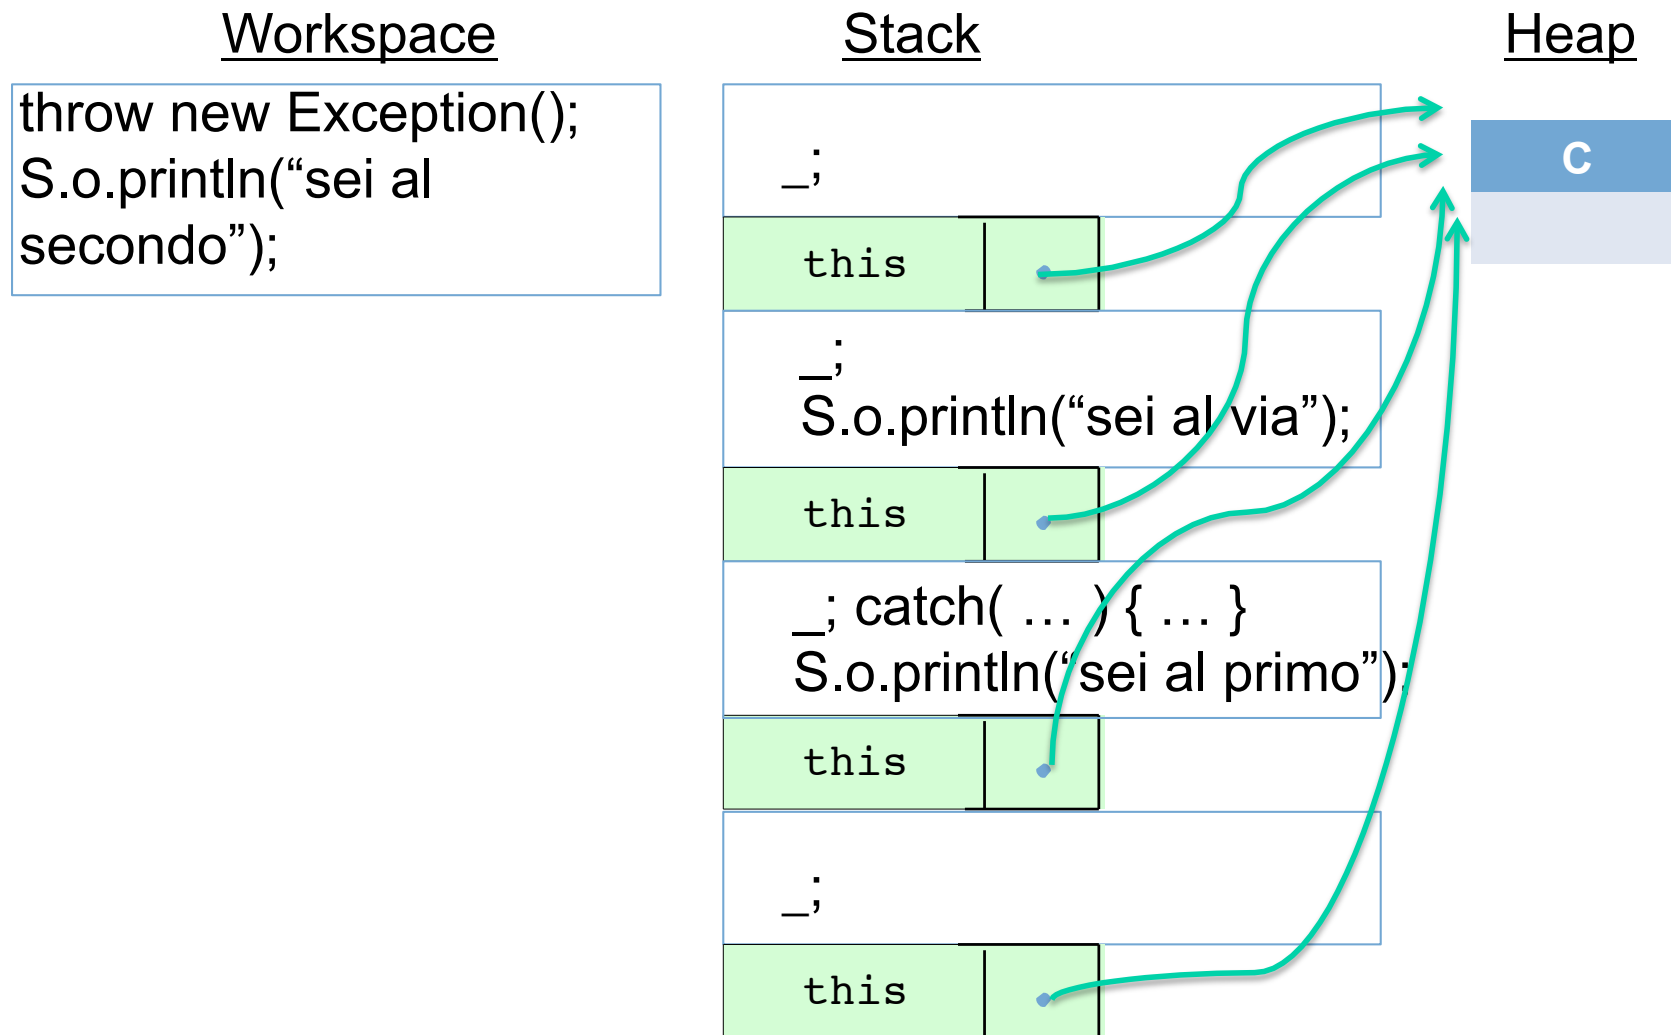 Workspace
Stack
Heap
throw new Exception();
S.o.println(“sei al
secondo”);
_;
this
_;
S.o.println(“sei al via”);
this
_; catch( … ) { … }
S.o.println(“sei al primo”);
this
_;
this
C